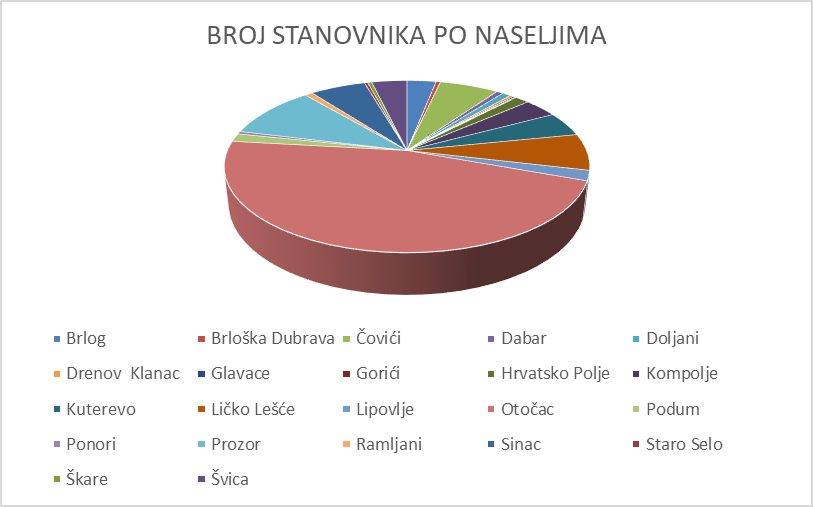 BROJ STANOVNIKA PO NASELJIMA
Brlog Brloška Dubrava Čovići Dabar Doljani
Drenov Klanac Glavace Gorići Hrvatsko Polje Kompolje
Kuterevo Ličko Lešće Lipovlje Otočac Podum
Ponori Prozor Ramljani Sinac Staro Selo
Škare Švica